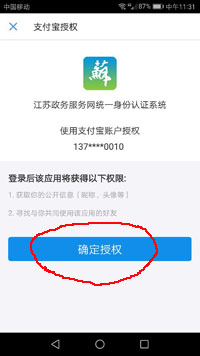 中国移动 87% 中午11:31
× 支付宝授权
蘇
江苏政务服务网统一身份认证系统
使用支付宝账户授权
137****0010
登录后该应用将获得以下权限:
1. 获取你的公开信息(昵称、头像等)
2. 寻找与你共同使用该应用的好友
确定授权